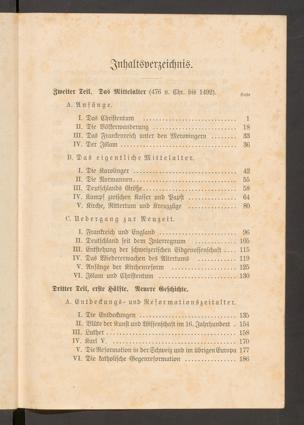 Inhaltsverzeichnis.
Zweiter Teil. Das Mittelalter (476 n. Chr. bis 1492).
Seite
A. Anfänge.
I. Das Christentum 1
II. Die Völkerwanderung 18
III. Das Frankenreich unter den Merowingern 33
IV. Der Islam 36
B. Das eigentliche Mittelalter.
I. Die Karolinger 42
II. Die Normannen 55
III. Deutschlands Größe 58
IV. Kampf zwischen Kaiser und Papst 64
V. Kirche, Rittertum und Kreuzzüge 80
C. Uebergang zur Neuzeit.
I. Frankreich und England 96
II. Deutschland seit dem Interregnum 105
III. Entstehung der schweizerischen Eidgenossenschaft 115
IV. Das Wiedererwachen des Altertums 119
V. Anfänge der Kirchenreform 125
VI. Islam und Christentum 130
Dritter Teil, erste Hälfte. Neuere Geschichte.
A. Entdeckungs- und Reformationszeitalter.
I. Die Entdeckungen 135
II. Blüte der Kunst und Wissenschaft im 16. Jahrhundert 154
III. Luther 158
IV. Karl V. 170
V. Die Reformation in der Schweiz und im übrigen Europa 177
VI. Die katholische Gegenreformation 186